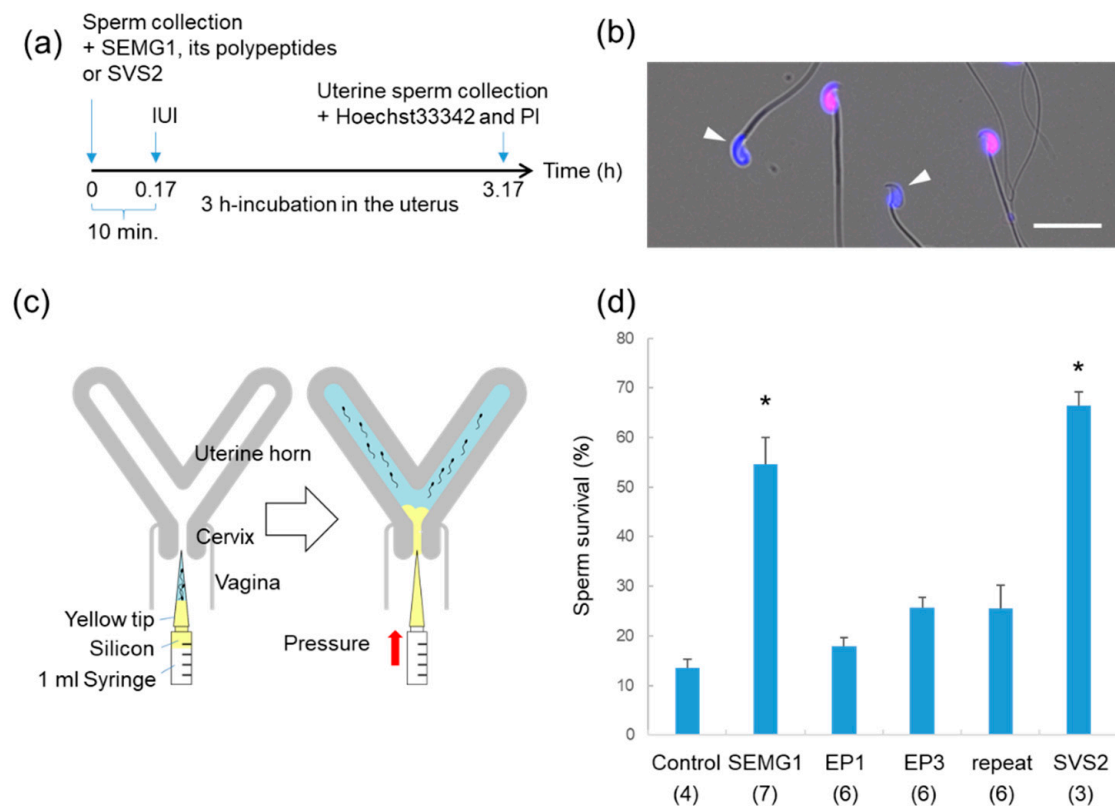 (a)
Sperm collection
+ SEMG1, its polypeptides
or SVS2
IUI
Uterine sperm collection
+ Hoechst33342 and PI
Time (h)
0
0.17
3 h-incubation in the uterus
3.17
10 min.
(b)
(c)
Uterine horn
Cervix
Vagina
Yellow tip
Silicon
1 ml Syringe
Pressure
(d)
Sperm survival (%)
80
70
60
50
40
30
20
10
0
*
*
Control SEMG1 EP1 EP3 repeat SVS2
(4) (7) (6) (6) (6) (3)